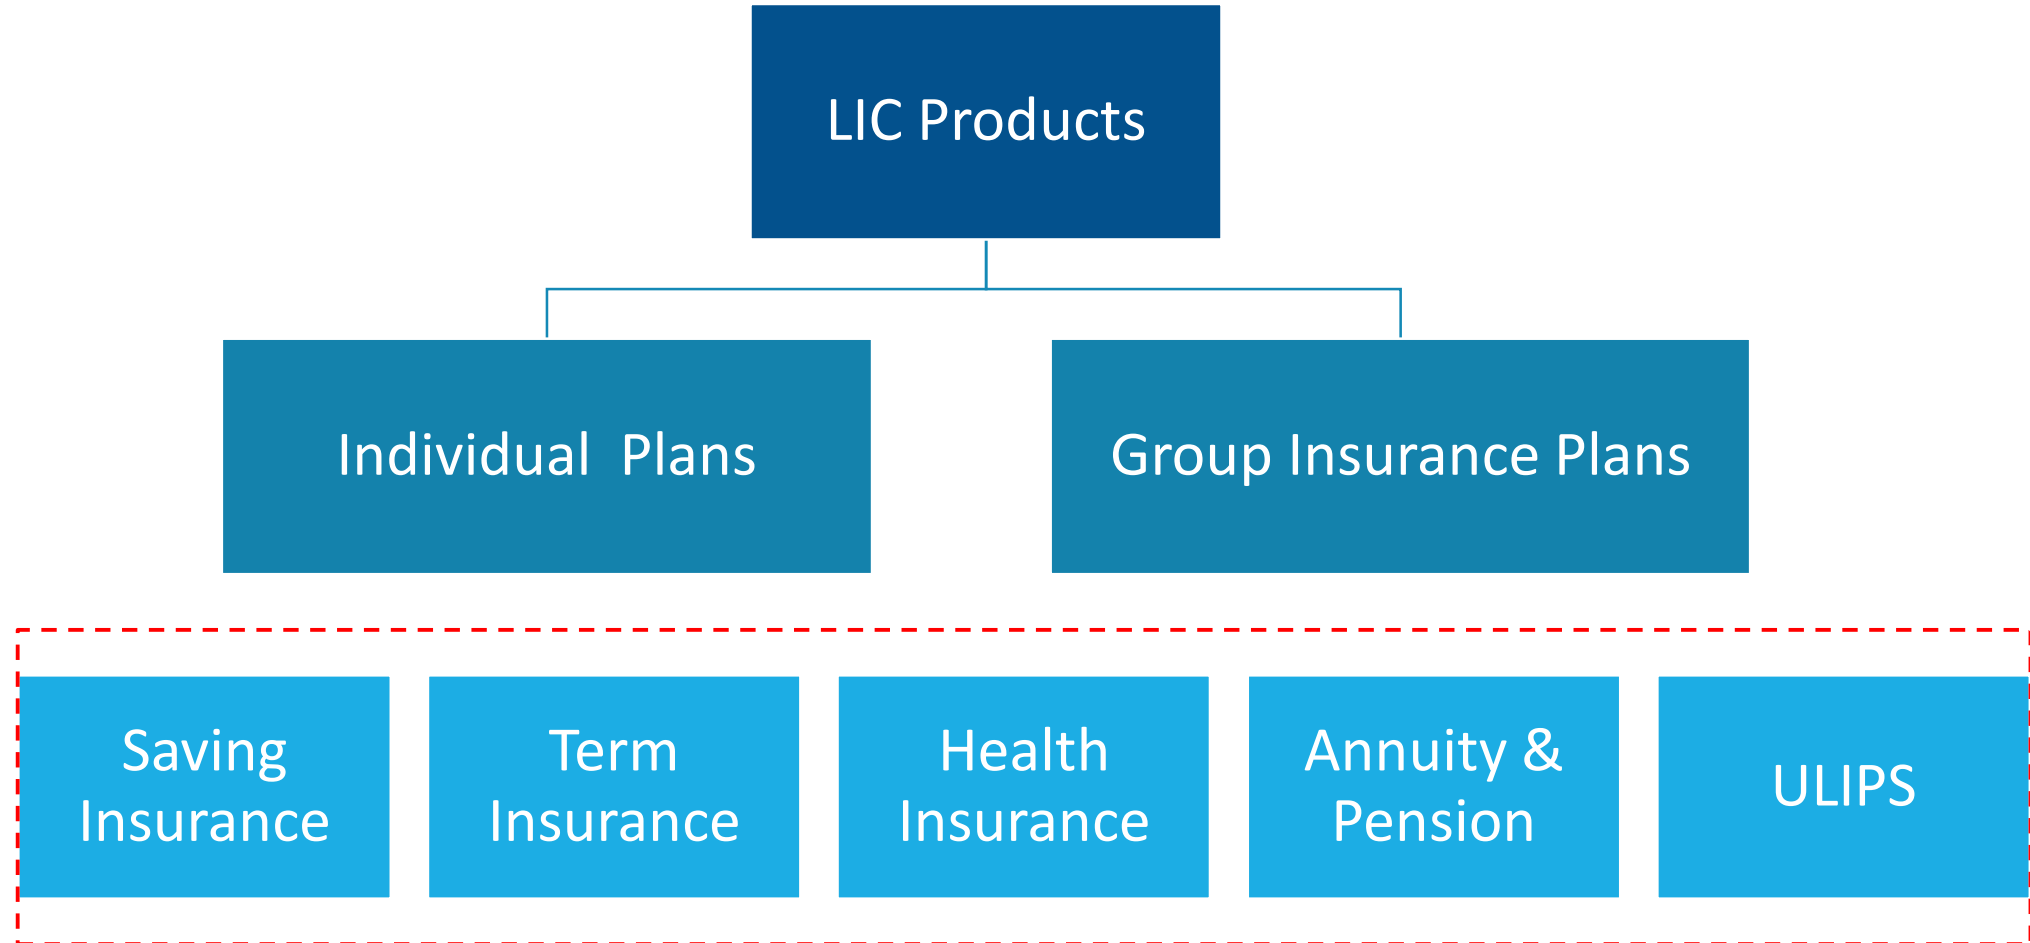 LIC Products
Individual  Plans
Group Insurance Plans
Saving
Insurance
Term
Insurance
Health
Insurance
Annuity &
Pension
ULIPS